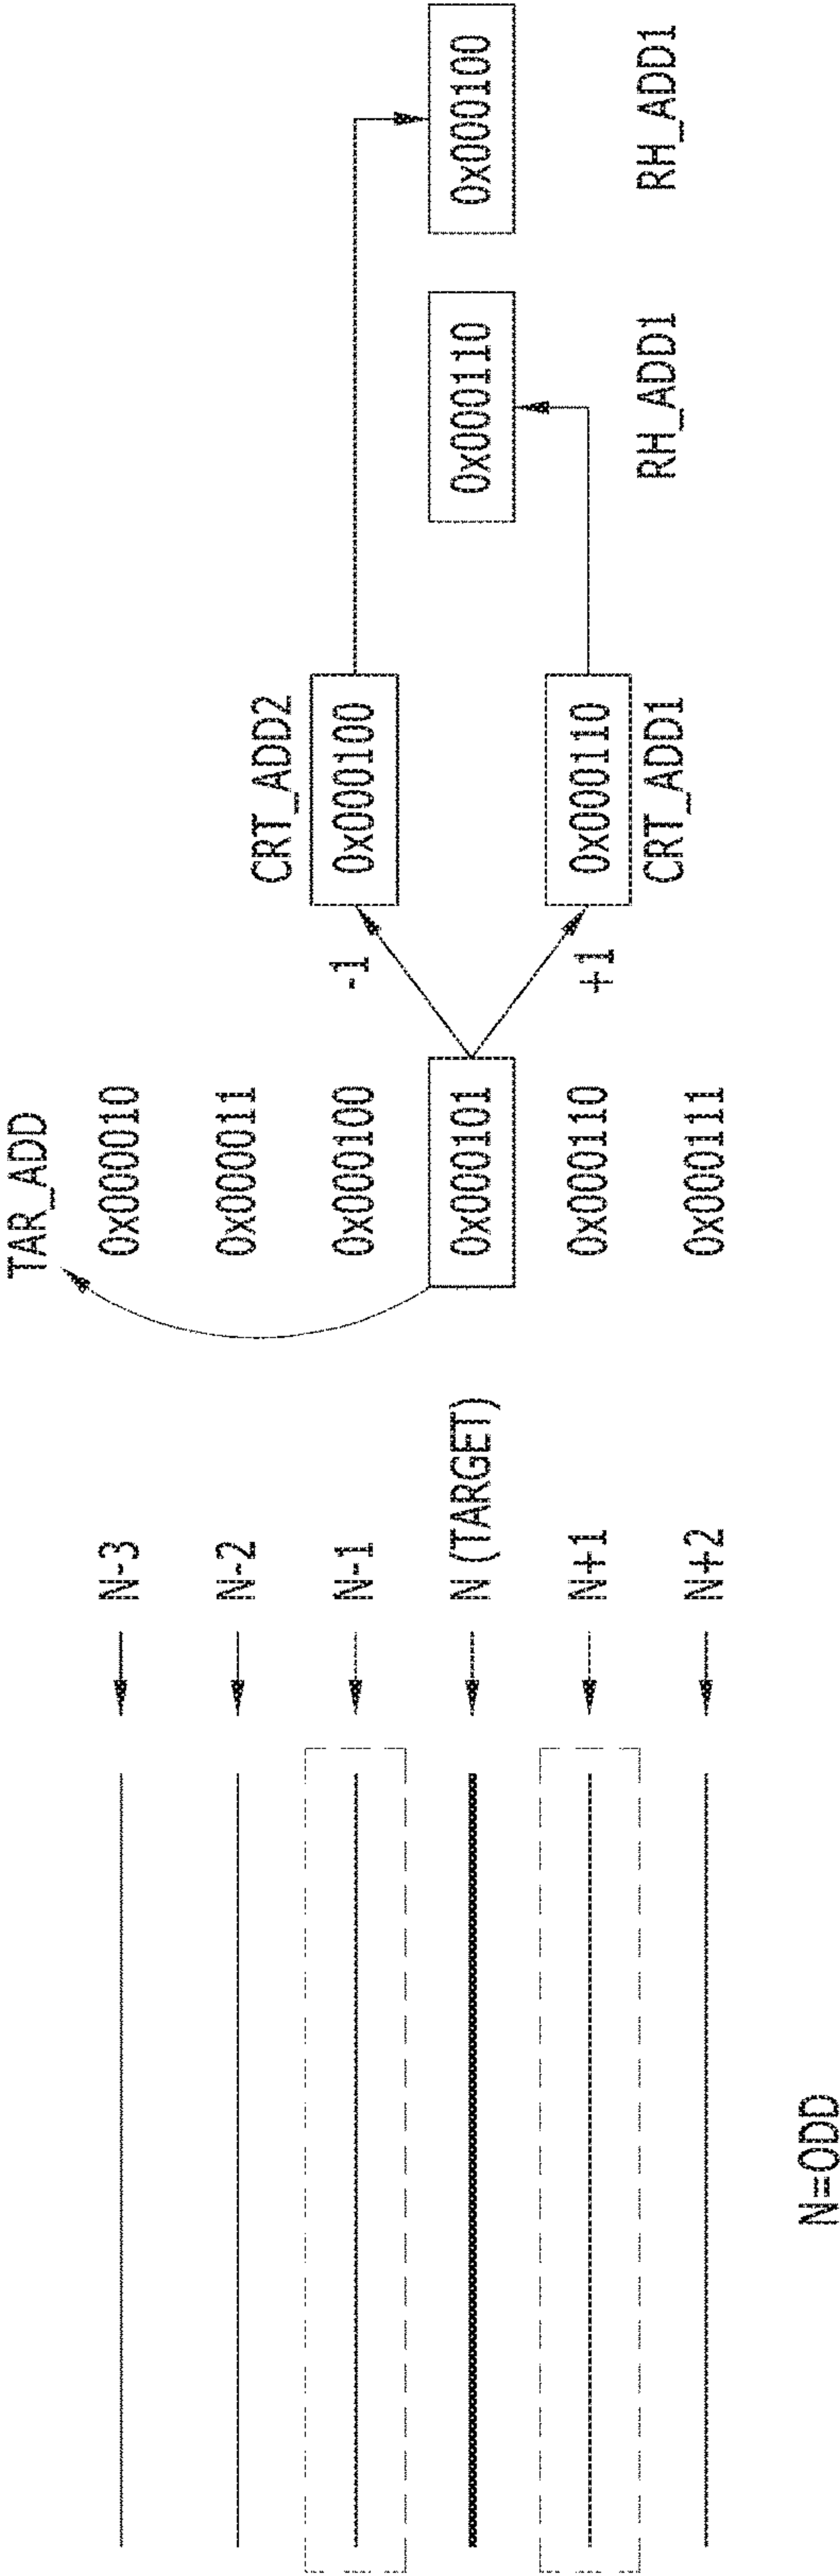 TAR_ADD
N-3
0x000010
N-2
0x000011
CRT_ADD2
N-1
0x000100
-1
0x000100
N (TARGET)
0x000101
0x000110
0x000100
N+1
0x000110
+1
0x000110
CRT_ADD1
RH_ADD1
RH_ADD1
N+2
0x000111
N=ODD